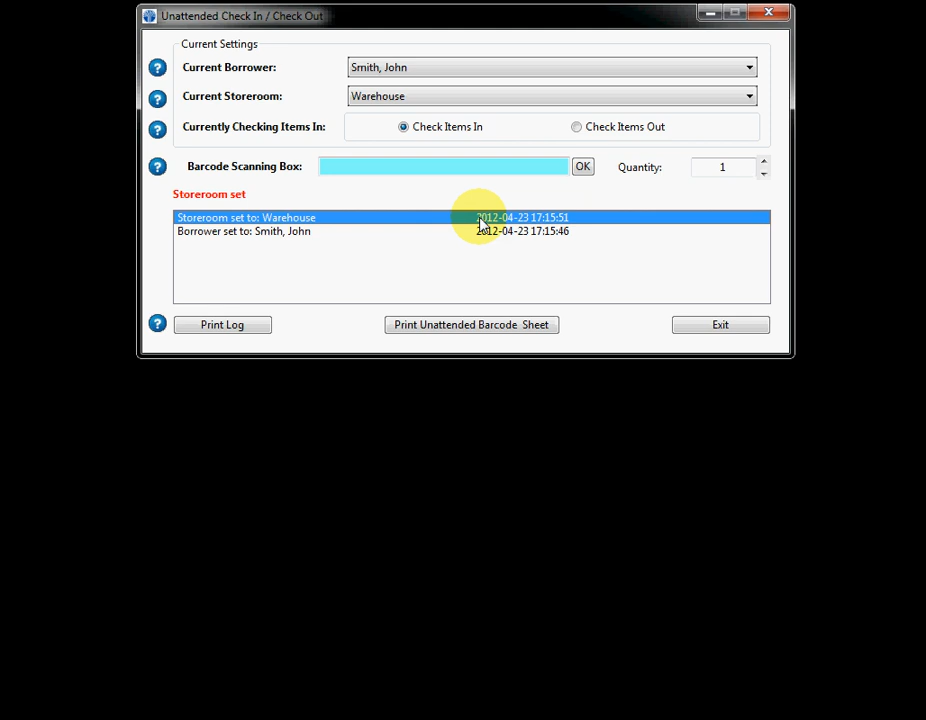 Unattended Check In / Check Out
Current Settings
? Current Borrower: Smith, John
? Current Storeroom: Warehouse
? Currently Checking Items In: Check Items In Check Items Out
? Barcode Scanning Box: OK Quantity: 1
Storeroom set
Storeroom set to: Warehouse 2012-04-23 17:15:51
Borrower set to: Smith, John 2012-04-23 17:15:46
? Print Log Print Unattended Barcode Sheet Exit